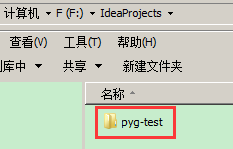 计算机 ▸ F (F:) ▸ IdeaProjects ▸
查看(V) 工具(T) 帮助(H)
库中 ▼ 共享 ▼ 新建文件夹
名称
pyg-test